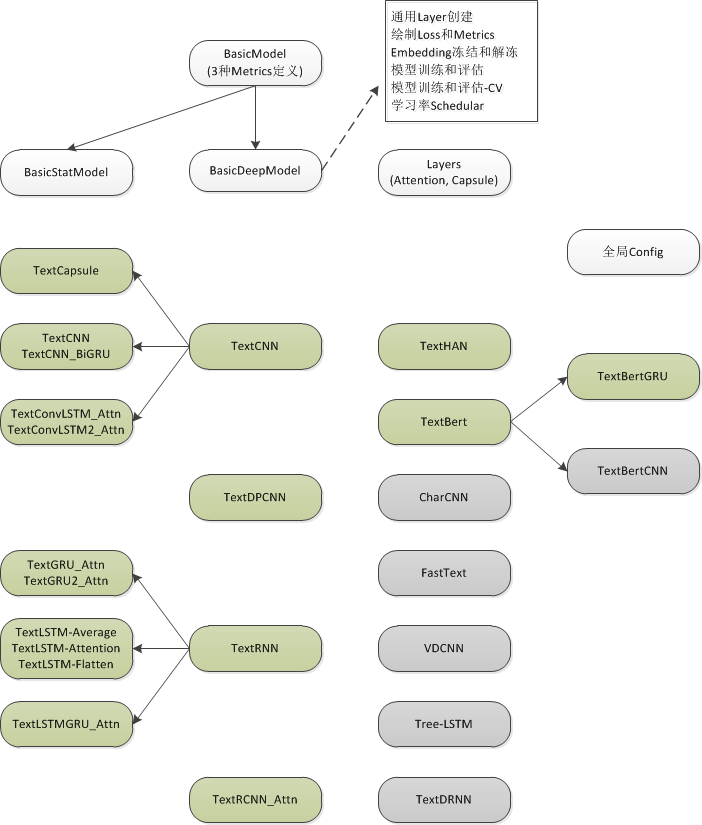 通用Layer创建
绘制Loss和Metrics
Embedding冻结和解冻
模型训练和评估
模型训练和评估-CV
学习率Schedular
BasicModel
(3种Metrics定义)
BasicStatModel
BasicDeepModel
Layers
(Attention, Capsule)
全局Config
TextCapsule
TextCNN
TextCNN_BiGRU
TextCNN
TextHAN
TextBertGRU
TextConvLSTM_Attn
TextConvLSTM2_Attn
TextBert
TextBertCNN
TextDPCNN
CharCNN
TextGRU_Attn
TextGRU2_Attn
FastText
TextLSTM-Average
TextLSTM-Attention
TextLSTM-Flatten
TextRNN
VDCNN
TextLSTMGRU_Attn
Tree-LSTM
TextRCNN_Attn
TextDRNN